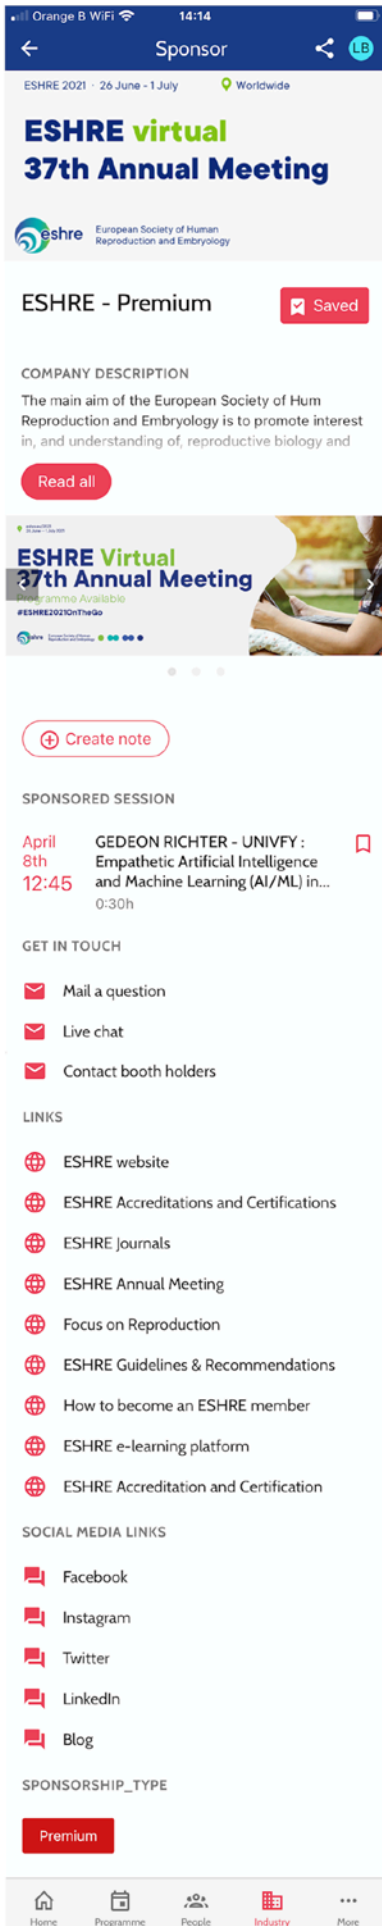 Orange B WiFi 14:14
Sponsor
LB
ESHRE 2021 · 26 June - 1 July Worldwide
ESHRE virtual
37th Annual Meeting
eshre
European Society of Human
Reproduction and Embryology
ESHRE - Premium
Saved
COMPANY DESCRIPTION
The main aim of the European Society of Hum
Reproduction and Embryology is to promote interest
in, and understanding of, reproductive biology and
Read all
ESHRE Virtual
37th Annual Meeting
Programme Available
#ESHRE2021OnTheGo
eshre
Create note
SPONSORED SESSION
April
8th
12:45
GEDEON RICHTER - UNIVFY :
Empathetic Artificial Intelligence
and Machine Learning (AI/ML) in...
0:30h
GET IN TOUCH
Mail a question
Live chat
Contact booth holders
LINKS
ESHRE website
ESHRE Accreditations and Certifications
ESHRE Journals
ESHRE Annual Meeting
Focus on Reproduction
ESHRE Guidelines & Recommendations
How to become an ESHRE member
ESHRE e-learning platform
ESHRE Accreditation and Certification
SOCIAL MEDIA LINKS
Facebook
Instagram
Twitter
LinkedIn
Blog
SPONSORSHIP_TYPE
Premium
Home Programme People Industry More